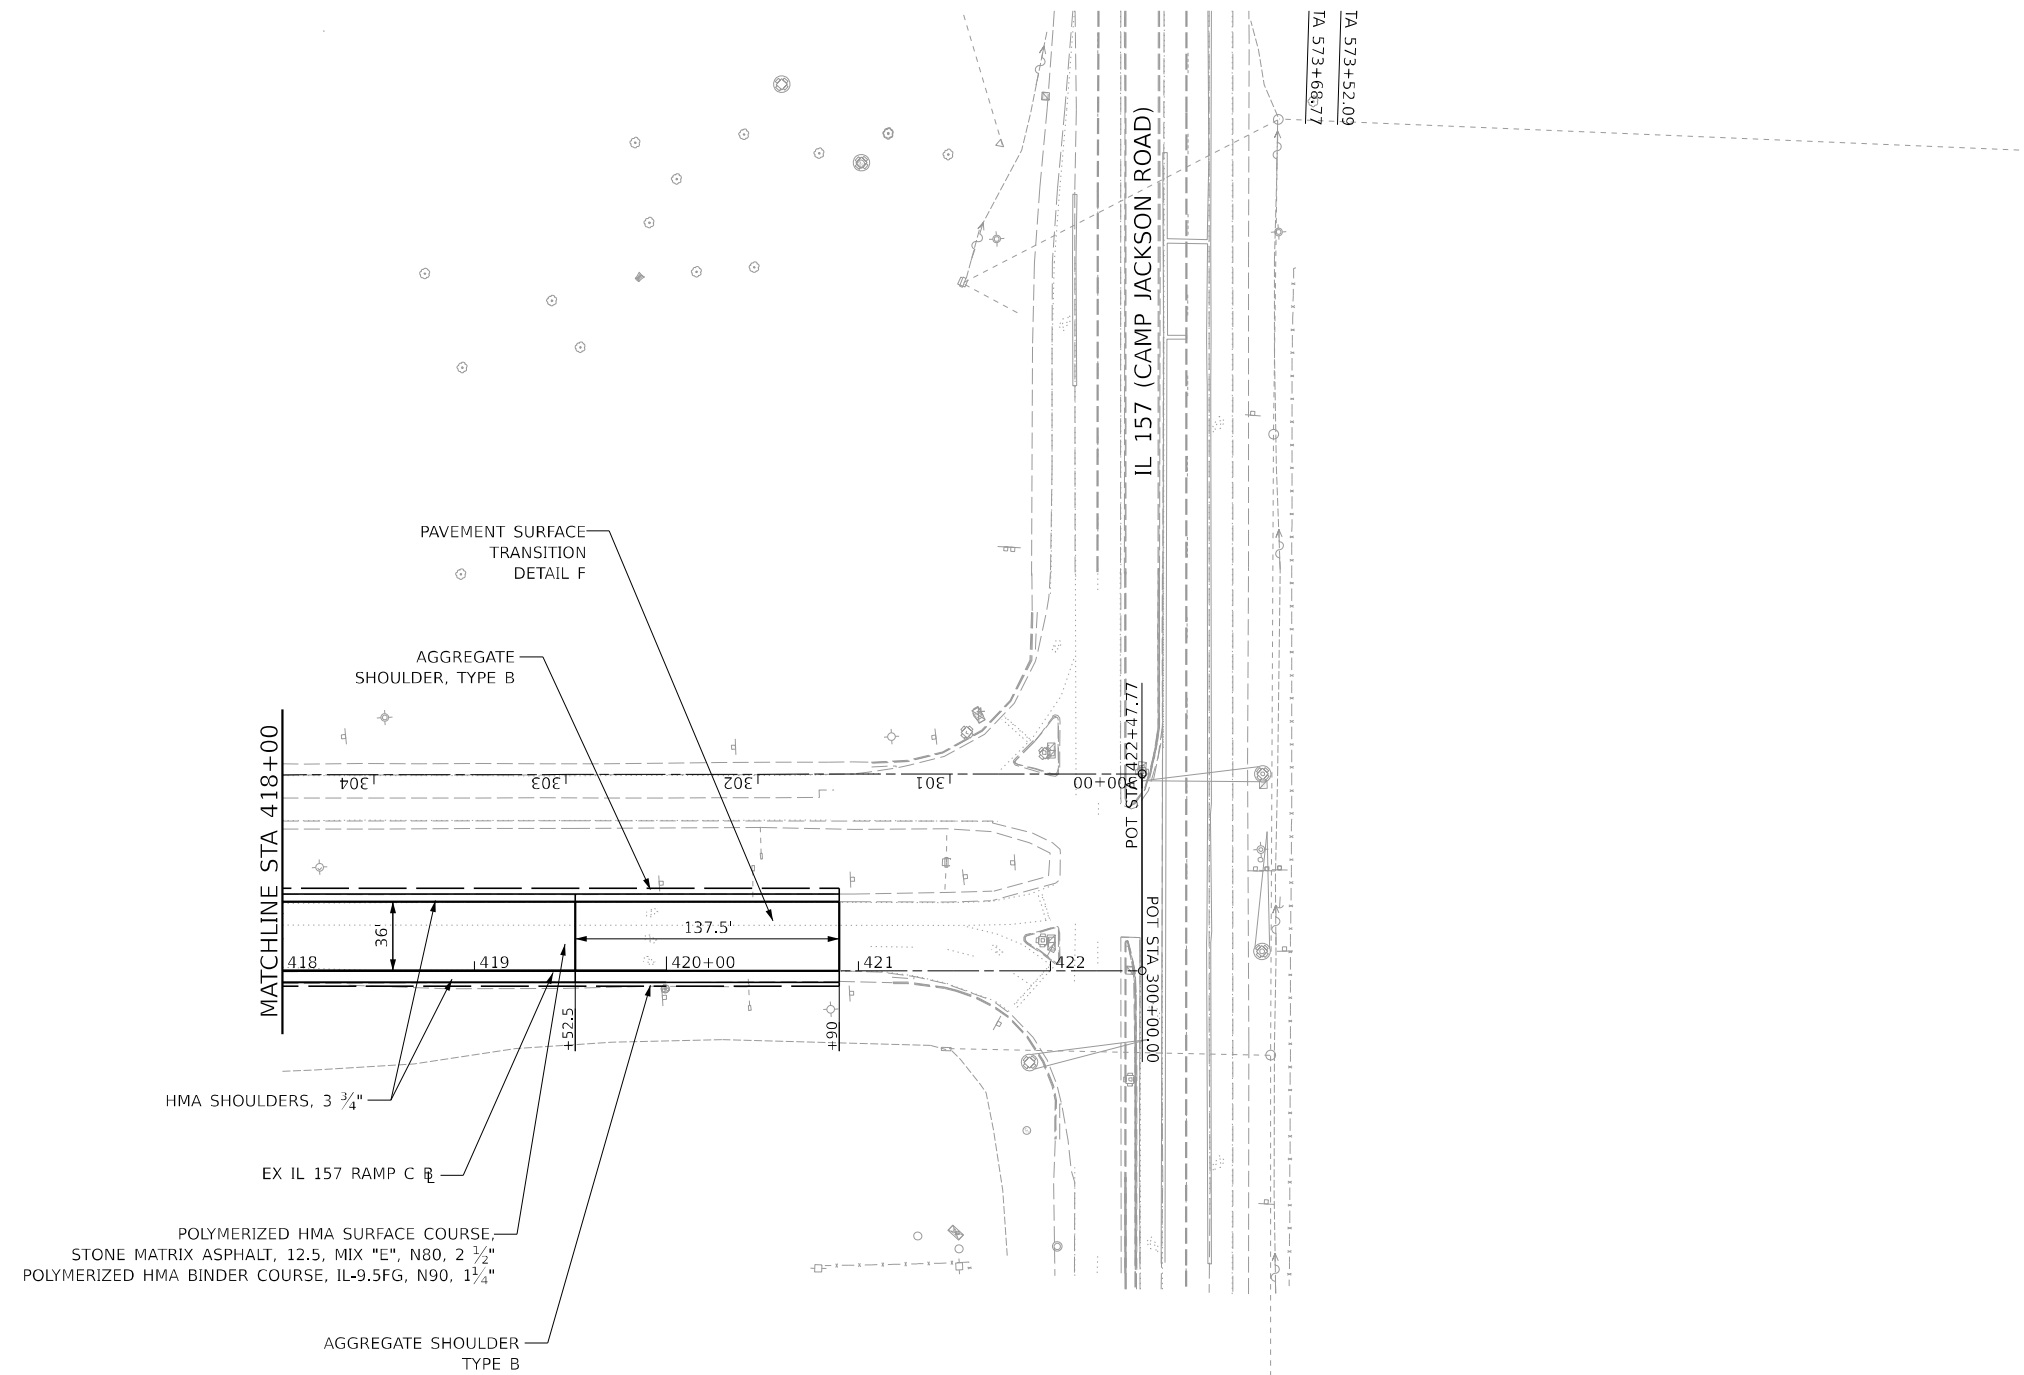 TA 573+68.77
TA 573+52.09
IL 157 (CAMP JACKSON ROAD)
PAVEMENT SURFACE
TRANSITION
DETAIL F
AGGREGATE
SHOULDER, TYPE B
MATCHLINE STA 418+00
304
303
302
301
POT STA 422+47.77
36'
137.5'
418
419
420+00
421
422
+52.5
+90
POT STA 300+00.00
HMA SHOULDERS, 3 ¾"
EX IL 157 RAMP C BL
POLYMERIZED HMA SURFACE COURSE,
STONE MATRIX ASPHALT, 12.5, MIX "E", N80, 2 ½"
POLYMERIZED HMA BINDER COURSE, IL-9.5FG, N90, 1¼"
AGGREGATE SHOULDER
TYPE B